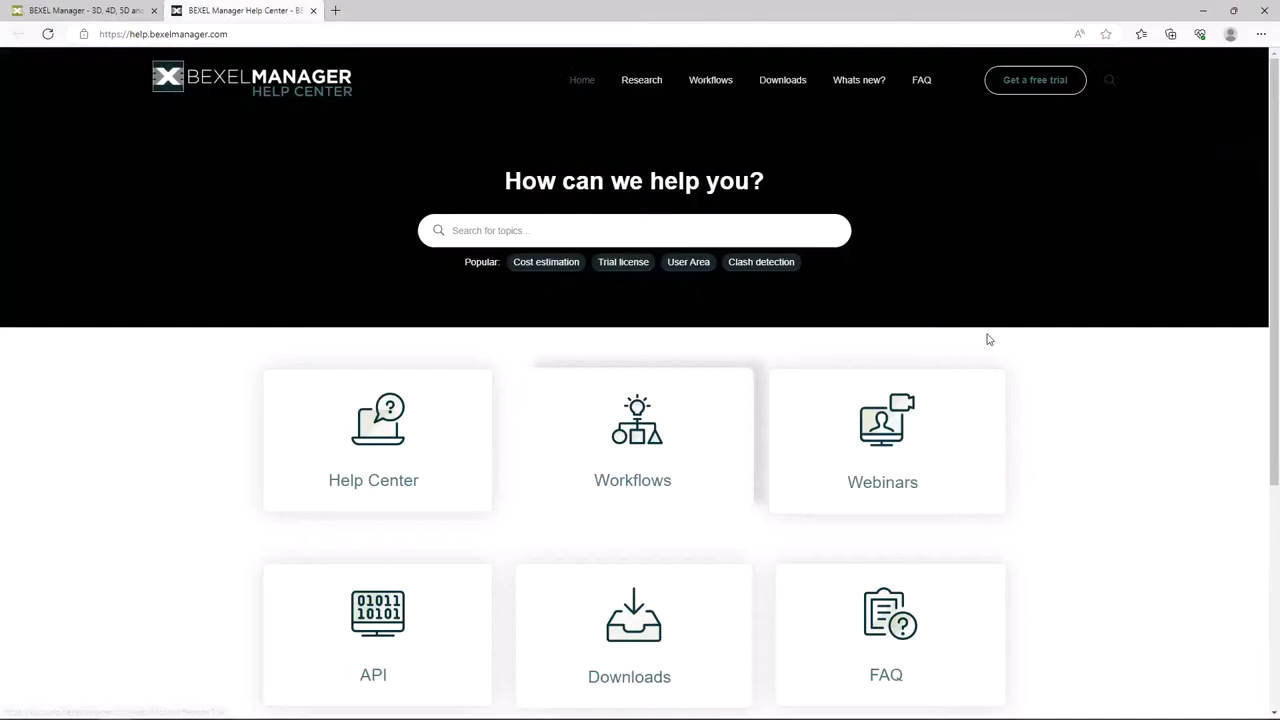 BEXEL Manager - 3D, 4D, 5D and
BEXEL Manager Help Center - BE
https://help.bexelmanager.com
BEXELMANAGER
HELP CENTER
Home
Research
Workflows
Downloads
Whats new?
FAQ
Get a free trial
How can we help you?
Search for topics...
Popular:
Cost estimation
Trial license
User Area
Clash detection
Help Center
Workflows
Webinars
01011
10101
API
Downloads
FAQ